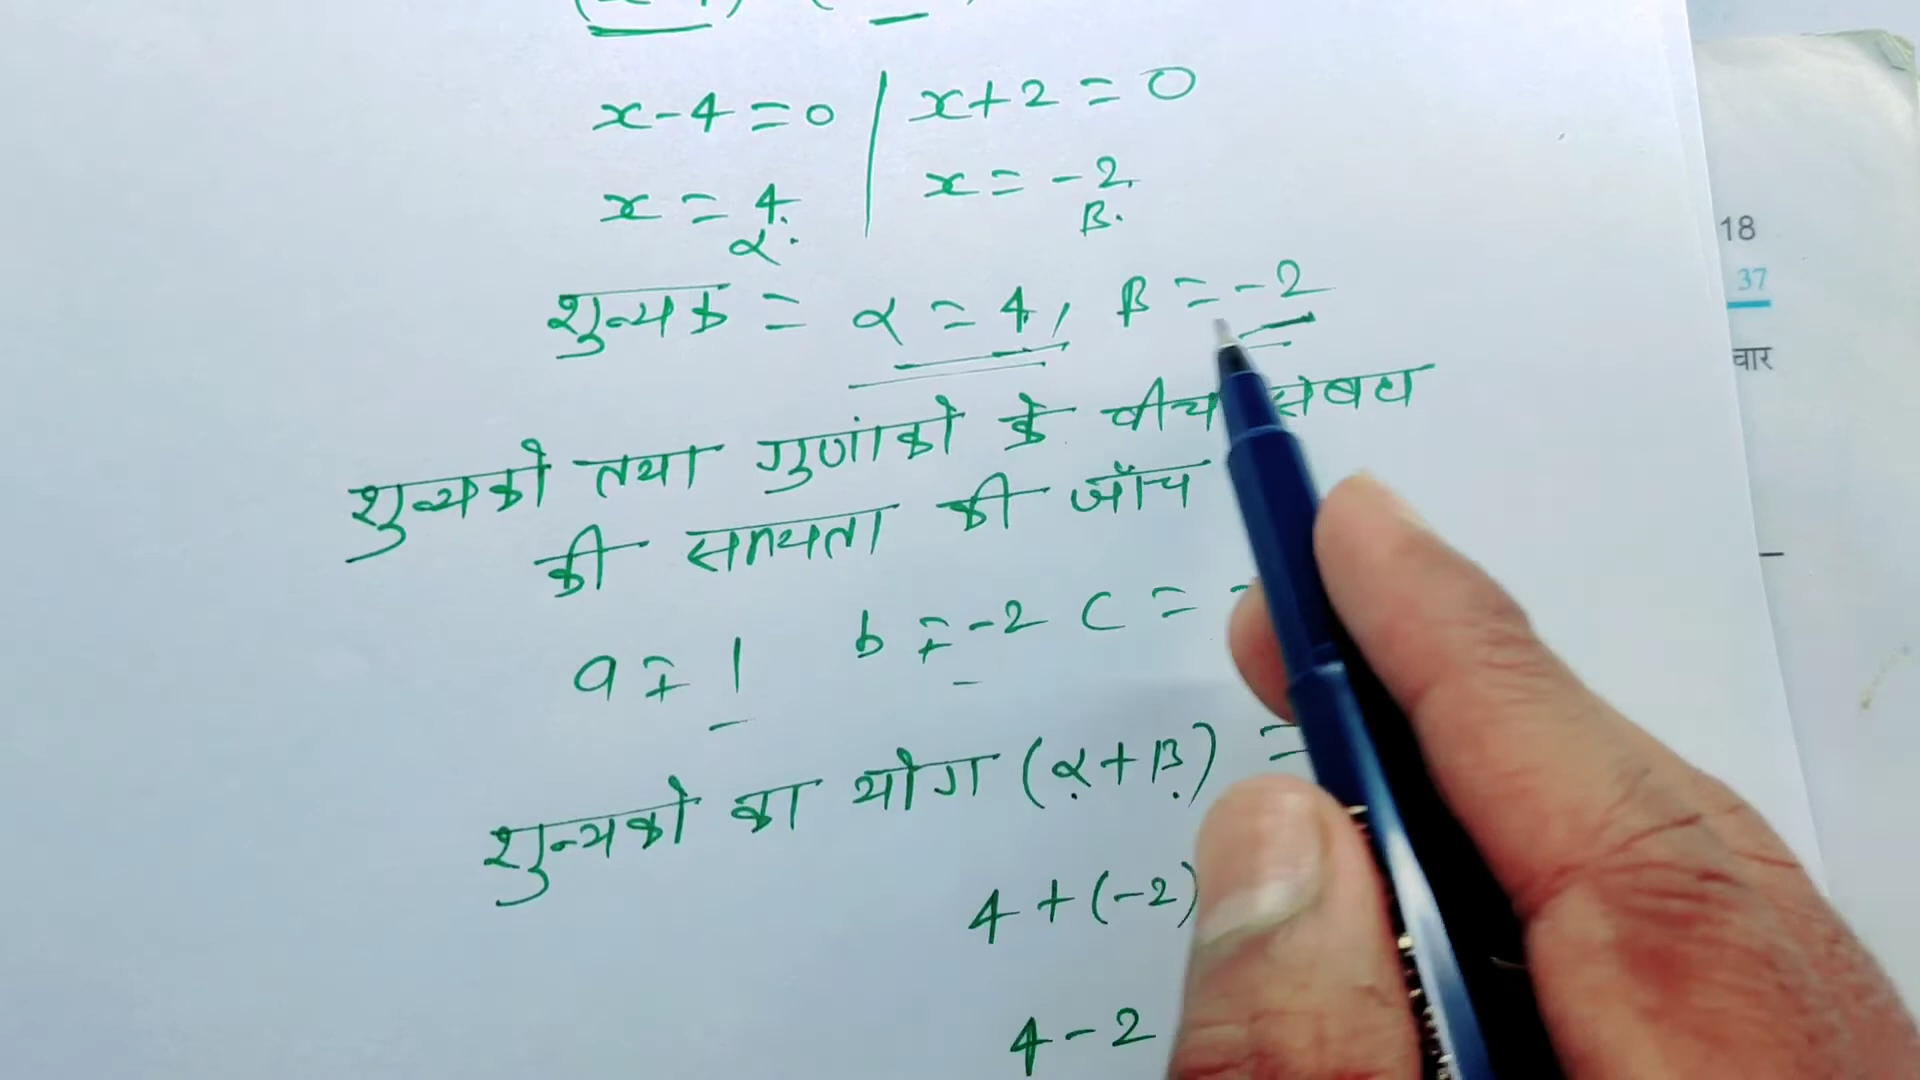 x-4=0 | x+2=0
x=4 x=-2
α. β.
शुन्यक = α=4, β=-2
शुन्यको तथा गुणांको के बीच संबध
की सत्यता की जाँच
a=1 b=-2 c=
शुन्यको का योग (α+β) =
4+(-2)
4-2
18
37
चार